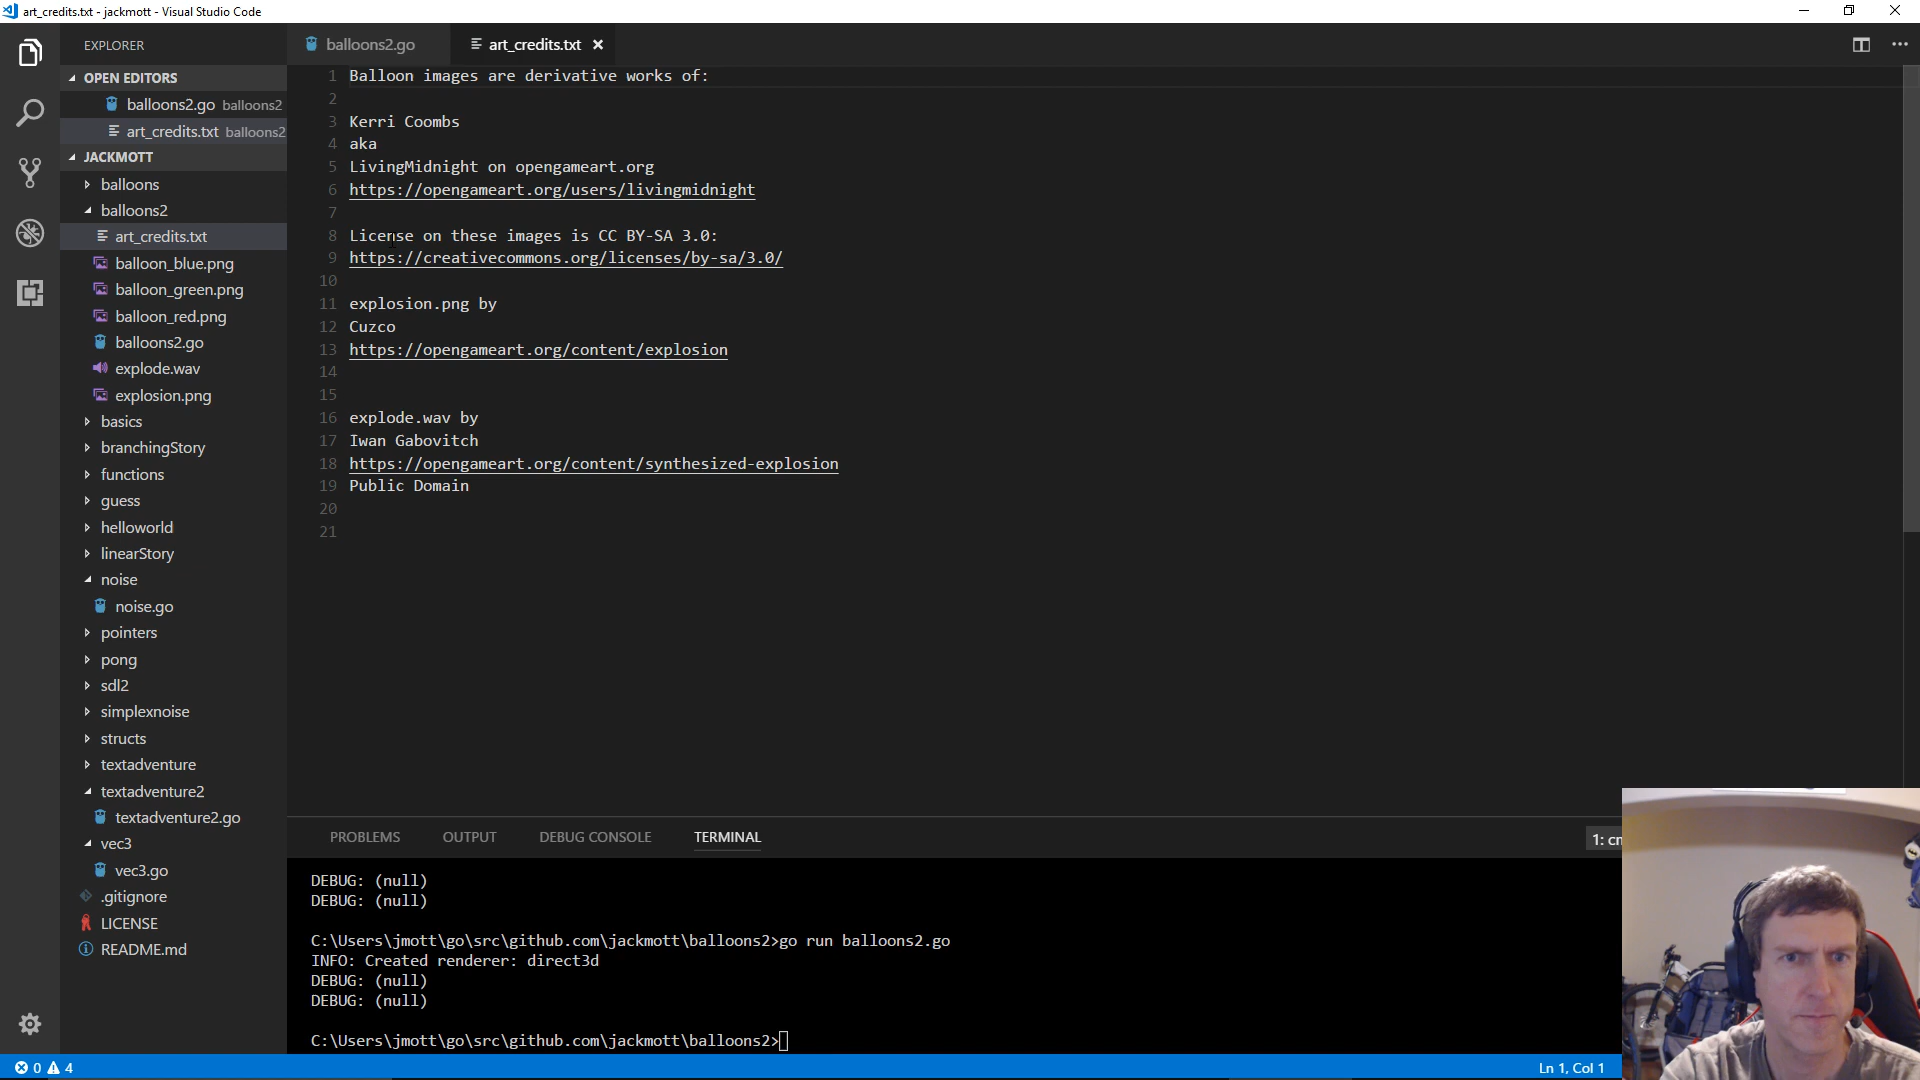 art_credits.txt - jackmott - Visual Studio Code
EXPLORER
OPEN EDITORS
balloons2.go balloons2
art_credits.txt balloons2
JACKMOTT
balloons
balloons2
art_credits.txt
balloon_blue.png
balloon_green.png
balloon_red.png
balloons2.go
explode.wav
explosion.png
basics
branchingStory
functions
guess
helloworld
linearStory
noise
noise.go
pointers
pong
sdl2
simplexnoise
structs
textadventure
textadventure2
textadventure2.go
vec3
vec3.go
.gitignore
LICENSE
README.md
balloons2.go
art_credits.txt
1 Balloon images are derivative works of:
2
3 Kerri Coombs
4 aka
5 LivingMidnight on opengameart.org
6 https://opengameart.org/users/livingmidnight
7
8 License on these images is CC BY-SA 3.0:
9 https://creativecommons.org/licenses/by-sa/3.0/
10
11 explosion.png by
12 Cuzco
13 https://opengameart.org/content/explosion
14
15
16 explode.wav by
17 Iwan Gabovitch
18 https://opengameart.org/content/synthesized-explosion
19 Public Domain
20
21
PROBLEMS OUTPUT DEBUG CONSOLE TERMINAL
DEBUG: (null)
DEBUG: (null)
C:\Users\jmott\go\src\github.com\jackmott\balloons2>go run balloons2.go
INFO: Created renderer: direct3d
DEBUG: (null)
DEBUG: (null)
C:\Users\jmott\go\src\github.com\jackmott\balloons2>
0 4
Ln 1, Col 1